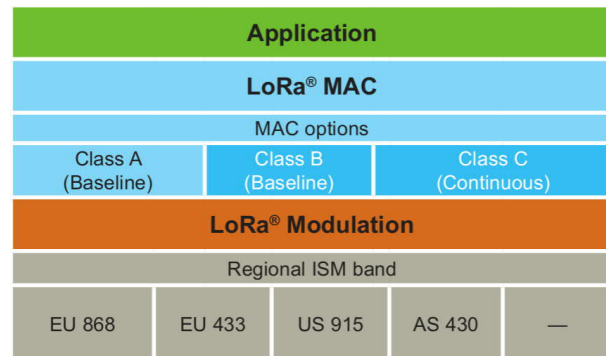 Application
LoRa® MAC
MAC options
Class A
(Baseline)
Class B
(Baseline)
Class C
(Continuous)
LoRa® Modulation
Regional ISM band
EU 868
EU 433
US 915
AS 430
—